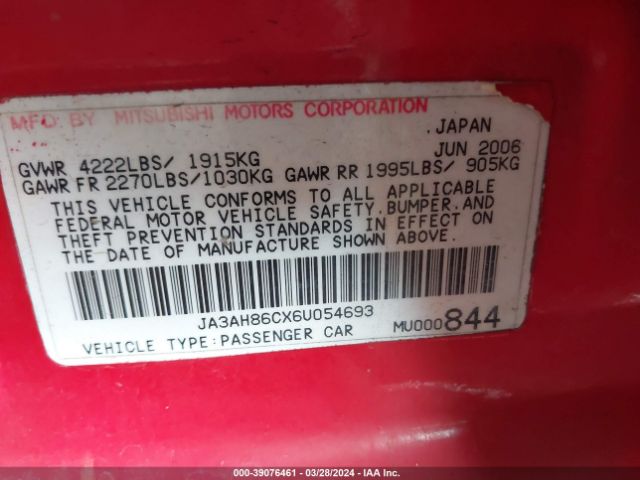 MFD BY MITSUBISHI MOTORS CORPORATION
.JAPAN
GVWR 4222LBS/ 1915KG JUN 2006
GAWR FR 2270LBS/1030KG GAWR RR 1995LBS/ 905KG
THIS VEHICLE CONFORMS TO ALL APPLICABLE
FEDERAL MOTOR VEHICLE SAFETY, BUMPER, AND
THEFT PREVENTION STANDARDS IN EFFECT ON
THE DATE OF MANUFACTURE SHOWN ABOVE.
JA3AH86CX6U054693
VEHICLE TYPE:PASSENGER CAR MU000844
000-39076461 - 03/28/2024 - IAA Inc.